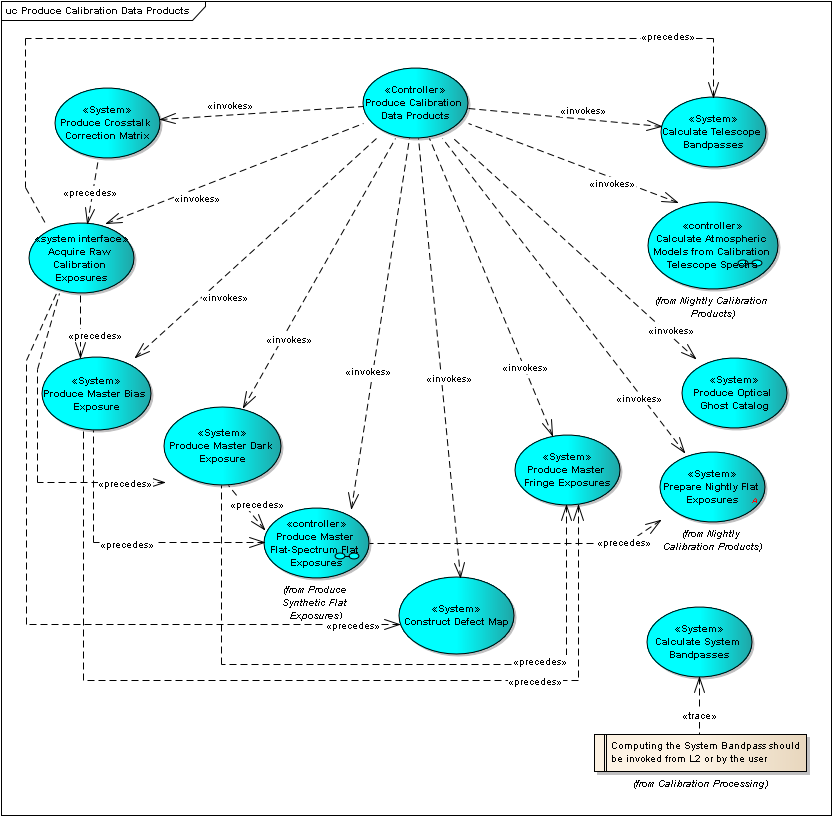 uc Produce Calibration Data Products
«precedes»
«Controller»
Produce Calibration
Data Products
«System»
Produce Crosstalk
Correction Matrix
«invokes»
«invokes»
«System»
Calculate Telescope
Bandpasses
«precedes»
«invokes»
«invokes»
«system interface»
Acquire Raw
Calibration
Exposures
«controller»
Calculate Atmospheric
Models from Calibration
Telescope Spectra
(from Nightly Calibration
Products)
«invokes»
«precedes»
«invokes»
«invokes»
«invokes»
«invokes»
«invokes»
«invokes»
«System»
Produce Master Bias
Exposure
«System»
Produce Optical
Ghost Catalog
«System»
Produce Master Dark
Exposure
«System»
Produce Master
Fringe Exposures
«System»
Prepare Nightly Flat
Exposures
(from Nightly
Calibration Products)
«precedes»
«precedes»
«controller»
Produce Master
Flat-Spectrum Flat
Exposures
(from Produce
Synthetic Flat
Exposures)
«precedes»
«precedes»
«System»
Construct Defect Map
«precedes»
«precedes»
«precedes»
«System»
Calculate System
Bandpasses
«trace»
Computing the System Bandpass should
be invoked from L2 or by the user
(from Calibration Processing)